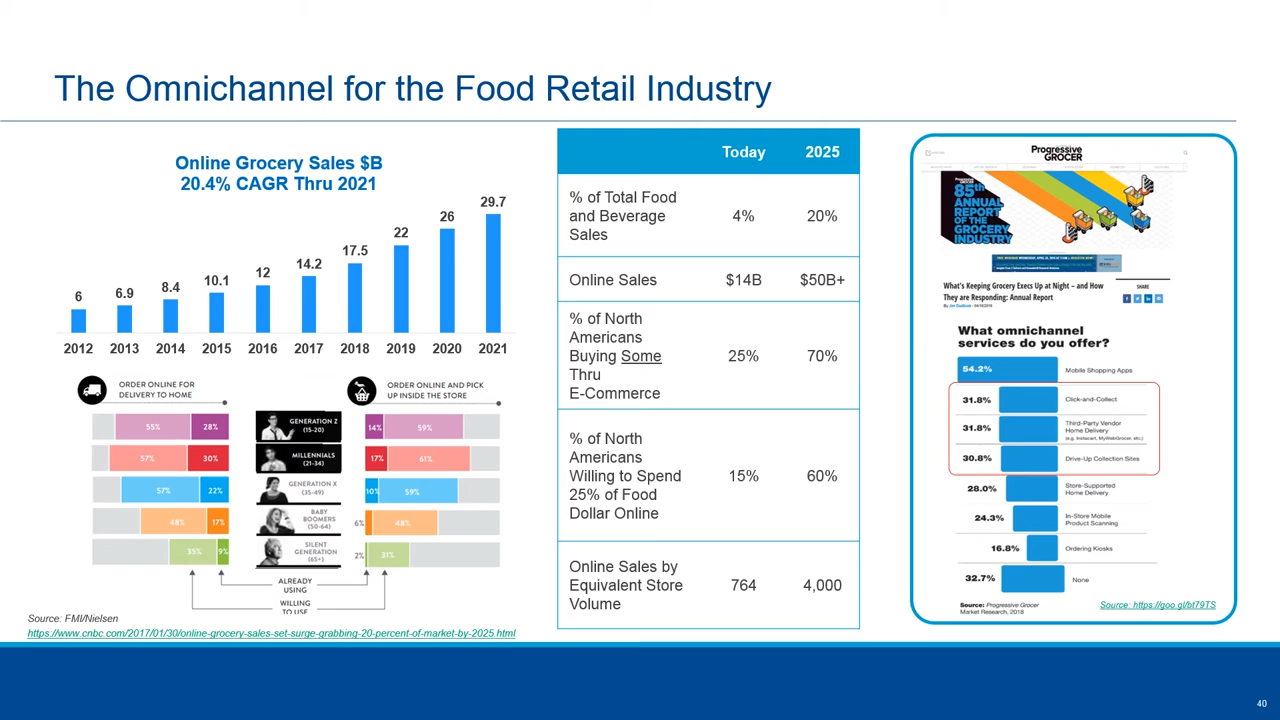 The Omnichannel for the Food Retail Industry
Online Grocery Sales $B
20.4% CAGR Thru 2021
6
6.9
8.4
10.1
12
14.2
17.5
22
26
29.7
2012
2013
2014
2015
2016
2017
2018
2019
2020
2021
ORDER ONLINE FOR
DELIVERY TO HOME
ORDER ONLINE AND PICK
UP INSIDE THE STORE
55% 28%
GENERATION Z
(15-20)
14% 59%
57% 30%
MILLENNIALS
(21-34)
17% 61%
57% 22%
GENERATION X
(35-49)
10% 59%
48% 17%
BABY
BOOMERS
(50-64)
6% 48%
35% 9%
SILENT
GENERATION
(65+)
2% 31%
ALREADY
USING
WILLING
TO USE
Source: FMI/Nielsen
https://www.cnbc.com/2017/01/30/online-grocery-sales-set-surge-grabbing-20-percent-of-market-by-2025.html
Today 2025
% of Total Food
and Beverage
Sales
4% 20%
Online Sales $14B $50B+
% of North
Americans
Buying Some
Thru
E-Commerce
25% 70%
% of North
Americans
Willing to Spend
25% of Food
Dollar Online
15% 60%
Online Sales by
Equivalent Store
Volume
764 4,000
Progressive
GROCER
85th
ANNUAL
REPORT
OF THE
GROCERY
INDUSTRY
What's Keeping Grocery Execs Up at Night – and How
They are Responding: Annual Report
SHARE
What omnichannel
services do you offer?
54.2% Mobile Shopping Apps
31.8% Click-and-Collect
31.8% Third-Party Vendor
Home Delivery
(e.g. Instacart, MyWebGrocer, etc.)
30.8% Drive-Up Collection Sites
28.0% Store-Supported
Home Delivery
24.3% In-Store Mobile
Product Scanning
16.8% Ordering Kiosks
32.7% None
Source: Progressive Grocer
Market Research, 2018
Source: https://goo.gl/bt79TS
40